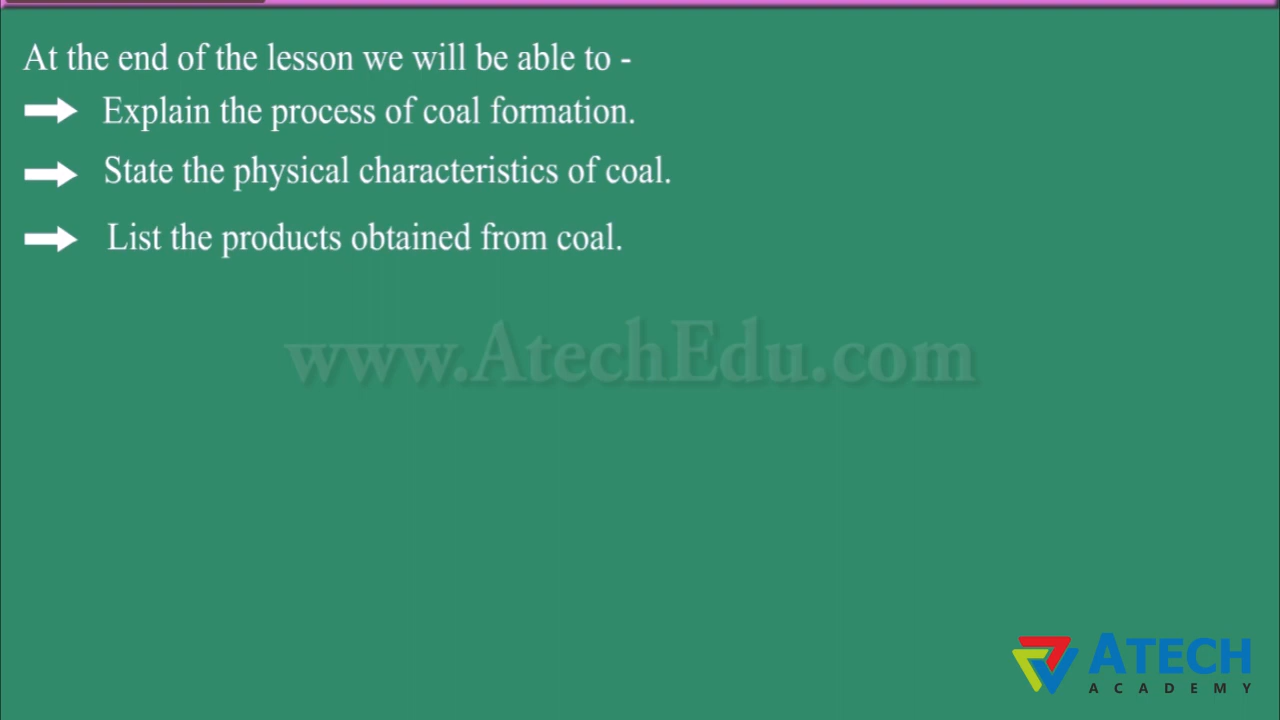 At the end of the lesson we will be able to -
Explain the process of coal formation.
State the physical characteristics of coal.
List the products obtained from coal.
www.AtechEdu.com
ATECH
ACADEMY